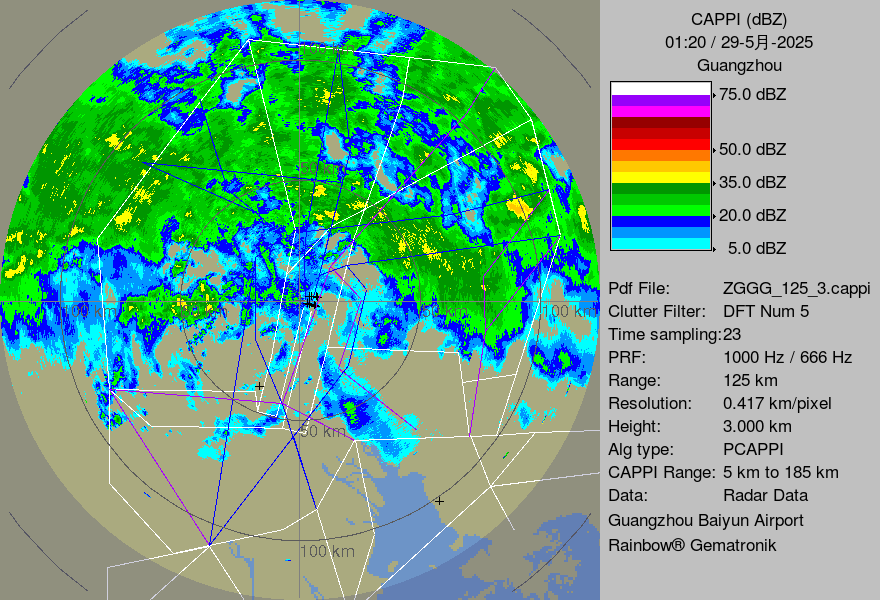 CAPPI (dBZ)
01:20 / 29-5月-2025
Guangzhou
75.0 dBZ
50.0 dBZ
35.0 dBZ
20.0 dBZ
5.0 dBZ
Pdf File: ZGGG_125_3.cappi
Clutter Filter: DFT Num 5
Time sampling:23
PRF: 1000 Hz / 666 Hz
Range: 125 km
Resolution: 0.417 km/pixel
Height: 3.000 km
Alg type: PCAPPI
CAPPI Range: 5 km to 185 km
Data: Radar Data
Guangzhou Baiyun Airport
Rainbow® Gematronik
100 km
50 km
100 km